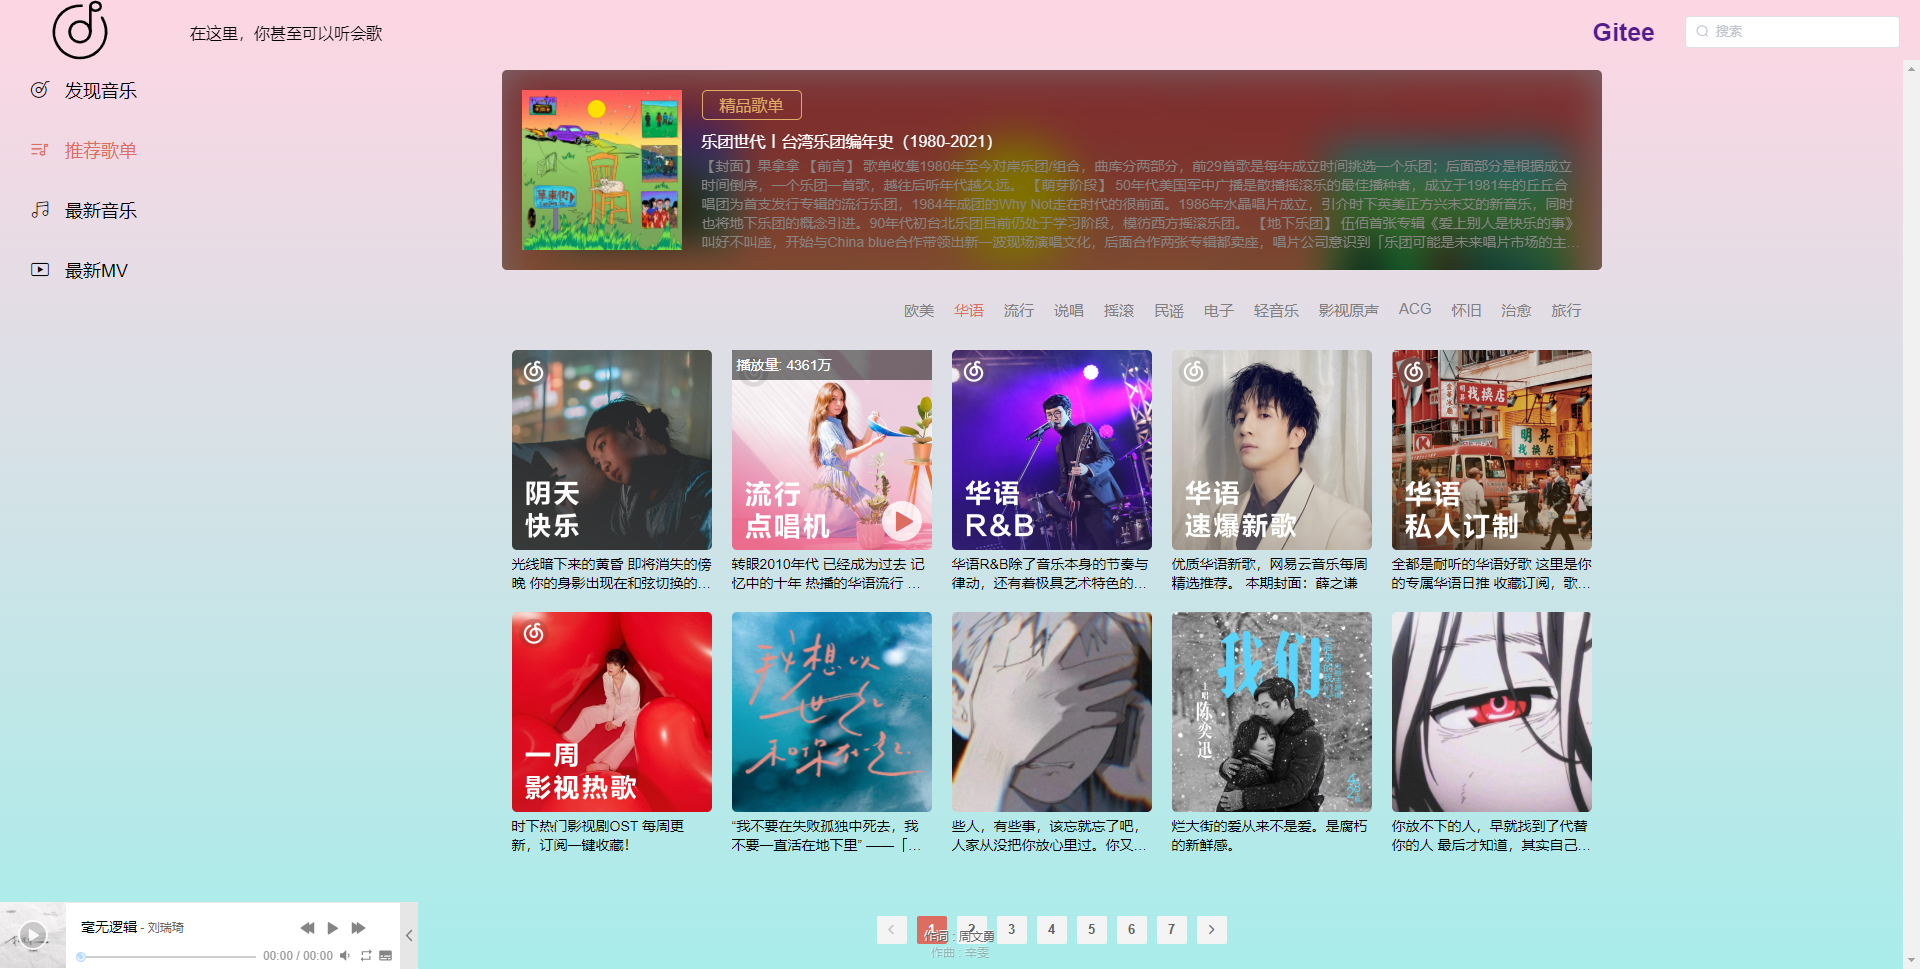 在这里，你甚至可以听会歌
Gitee
搜索
发现音乐
推荐歌单
最新音乐
最新MV
精品歌单
乐团世代丨台湾乐团编年史（1980-2021）
【封面】果拿拿 【前言】 歌单收集1980年至今对岸乐团/组合，曲库分两部分，前29首歌是每年成立时间挑选一个乐团；后面部分是根据成立
时间倒序，一个乐团一首歌，越往后听年代越久远。 【萌芽阶段】 50年代美国军中广播是散播摇滚乐的最佳播种者，成立于1981年的丘丘合
唱团为首支发行专辑的流行乐团，1984年成团的Why Not走在时代的很前面。1986年水晶唱片成立，引介时下英美正方兴未艾的新音乐，同时
也将地下乐团的概念引进。90年代初台北乐团目前仍处于学习阶段，模仿西方摇滚乐团。 【地下乐团】 伍佰首张专辑《爱上别人是快乐的事》
叫好不叫座，开始与China blue合作带领出新一波现场演唱文化，后面合作两张专辑都卖座，唱片公司意识到「乐团可能是未来唱片市场的主…
欧美 华语 流行 说唱 摇滚 民谣 电子 轻音乐 影视原声 ACG 怀旧 治愈 旅行
阴天
快乐
光线暗下来的黄昏 即将消失的傍
晚 你的身影出现在和弦切换的…
播放量: 4361万
流行
点唱机
转眼2010年代 已经成为过去 记
忆中的十年 热播的华语流行 …
华语
R&B
华语R&B除了音乐本身的节奏与
律动，还有着极具艺术特色的…
华语
速爆新歌
优质华语新歌，网易云音乐每周
精选推荐。 本期封面：薛之谦
找换店
明昇
找换店
华语
私人订制
全都是耐听的华语好歌 这里是你
的专属华语日推 收藏订阅，歌…
一周
影视热歌
时下热门影视剧OST 每周更
新，订阅一键收藏！
我想以
世纪
和你在一起
“我不要在失败孤独中死去，我
不要一直活在地下里” ——「…
些人，有些事，该忘就忘了吧，
人家从没把你放心里过。你又…
我们
主唱
陈奕迅
烂大街的爱从来不是爱。是腐朽
的新鲜感。
你放不下的人，早就找到了代替
你的人 最后才知道，其实自己…
毫无逻辑 - 刘瑞琦
00:00 / 00:00
1 2 3 4 5 6 7
作词 : 周文勇
作曲 : 辛雯